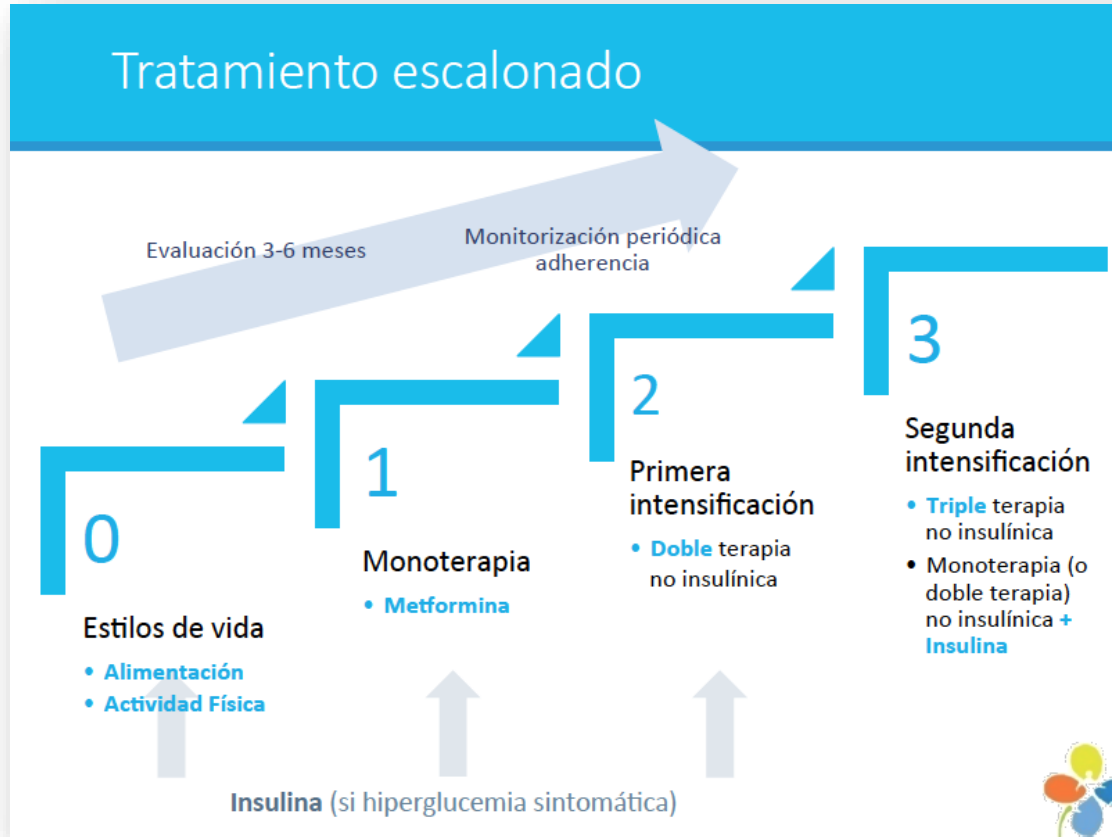 Tratamiento escalonado
Evaluación 3-6 meses
Monitorización periódica
adherencia
0
Estilos de vida
• Alimentación
• Actividad Física
1
Monoterapia
• Metformina
2
Primera
intensificación
• Doble terapia
no insulínica
3
Segunda
intensificación
• Triple terapia
no insulínica
• Monoterapia (o
doble terapia)
no insulínica +
Insulina
Insulina (si hiperglucemia sintomática)